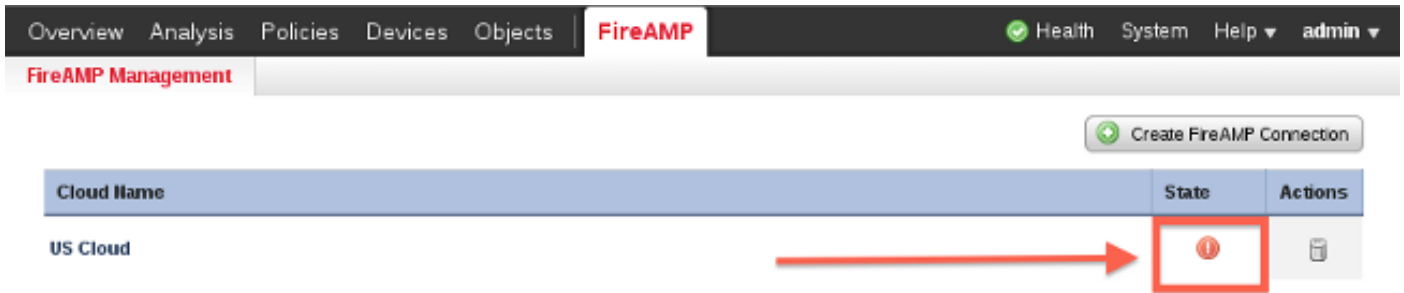 Overview Analysis Policies Devices Objects FireAMP Health System Help admin
FireAMP Management
Create FireAMP Connection
Cloud Name State Actions
US Cloud